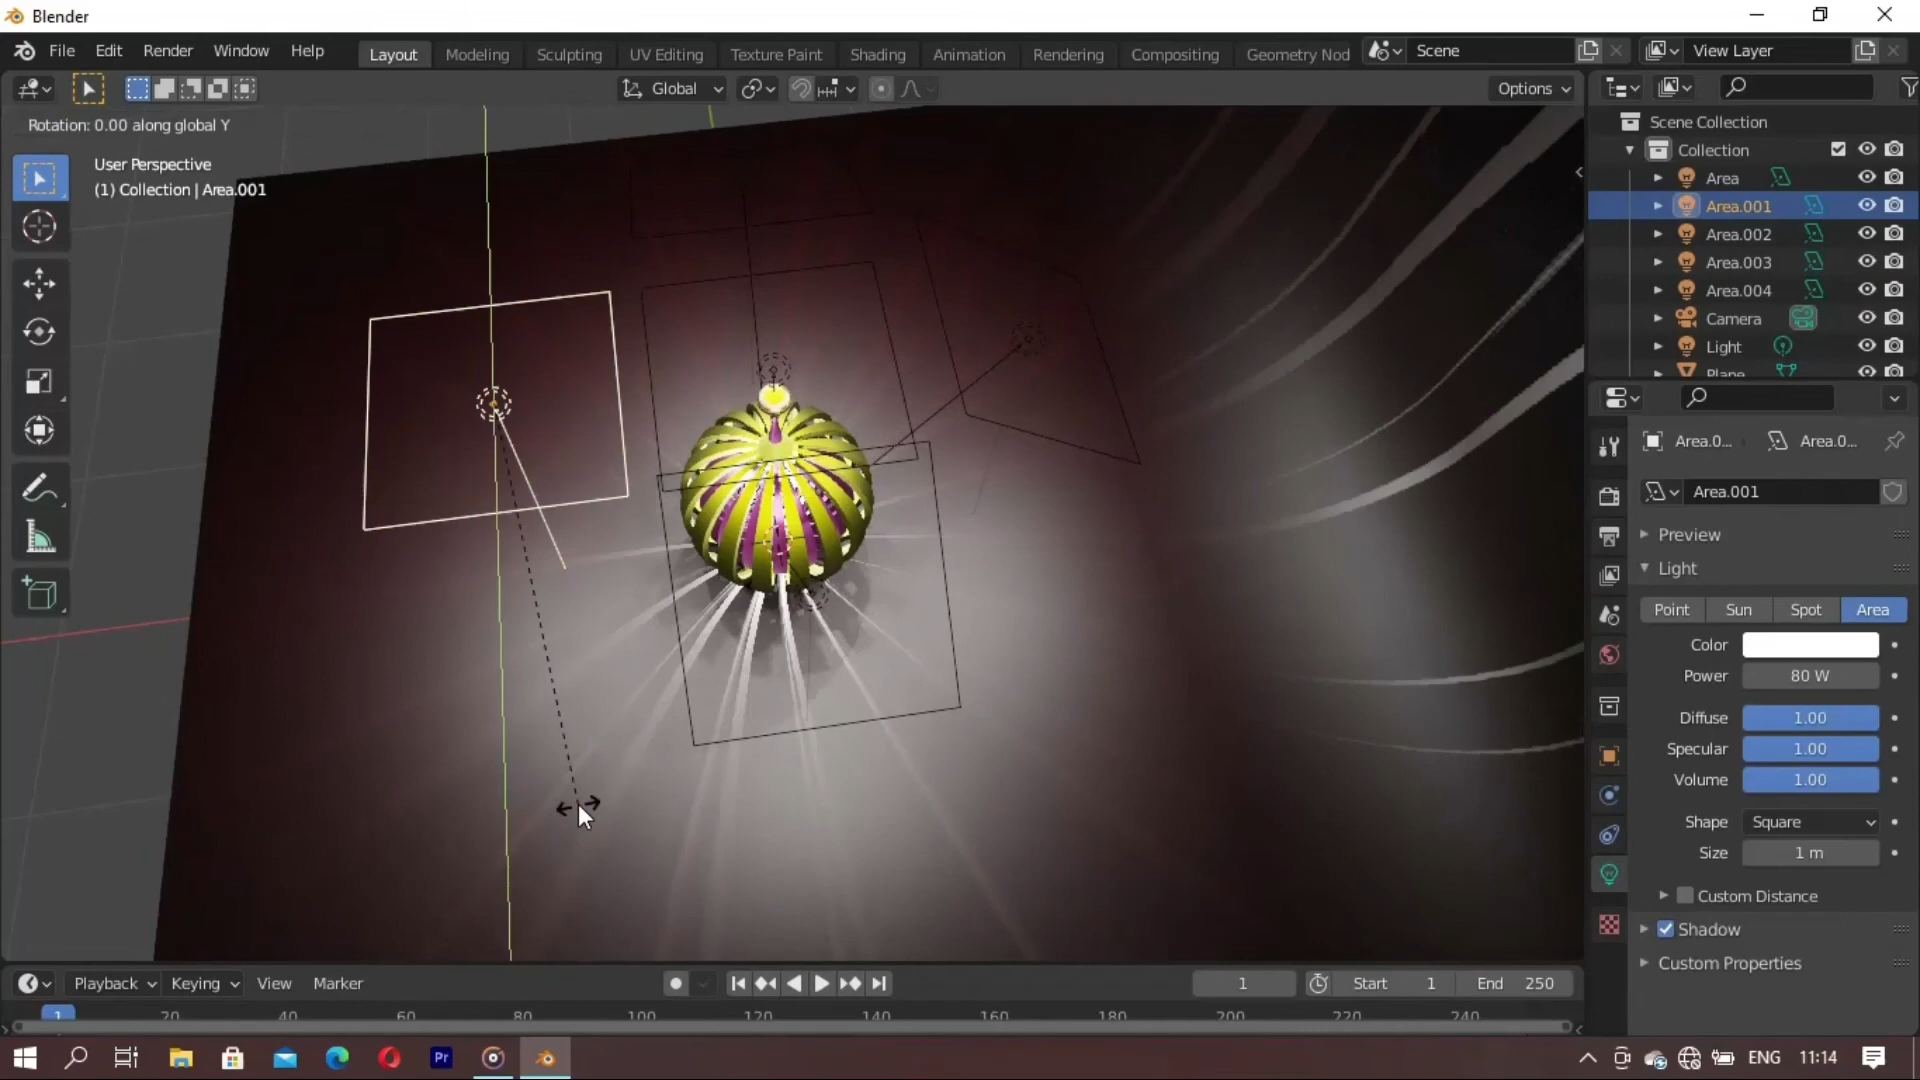 Blender
File Edit Render Window Help Layout Modeling Sculpting UV Editing Texture Paint Shading Animation Rendering Compositing Geometry Nod Scene View Layer
Global Options
Rotation: 0.00 along global Y
User Perspective
(1) Collection | Area.001
Scene Collection
Collection
Area
Area.001
Area.002
Area.003
Area.004
Camera
Light
Plane
Area.0... Area.0...
Area.001
Preview
Light
Point Sun Spot Area
Color
Power 80 W
Diffuse 1.00
Specular 1.00
Volume 1.00
Shape Square
Size 1 m
Custom Distance
Shadow
Custom Properties
Playback Keying View Marker 1 Start 1 End 250
1 20 40 60 80 100 120 140 160 180 200 220 240
Pr ENG 11:14